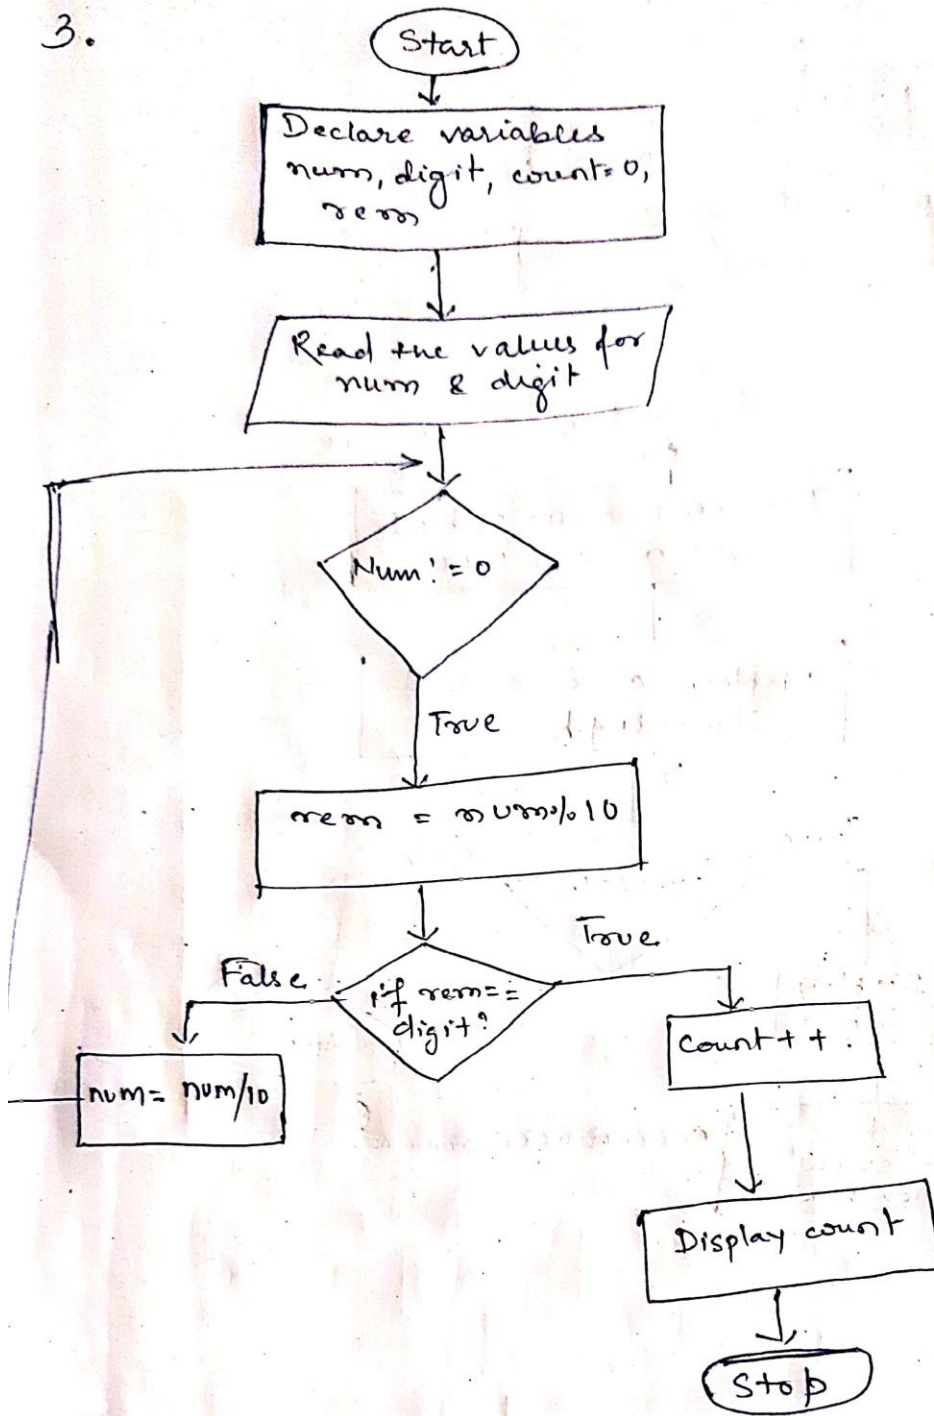 3.
Start
Declare variables
num, digit, count=0,
rem
Read the values for
num & digit
Num != 0
True
rem = num%10
True
False
if rem==
digit?
count++.
num= num/10
Display count
Stop